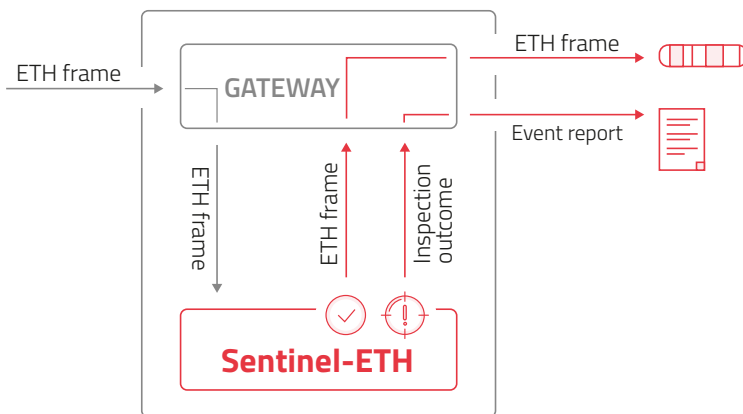 ETH frame
ETH frame
GATEWAY
Event report
ETH frame
ETH frame
Inspection
outcome
Sentinel-ETH